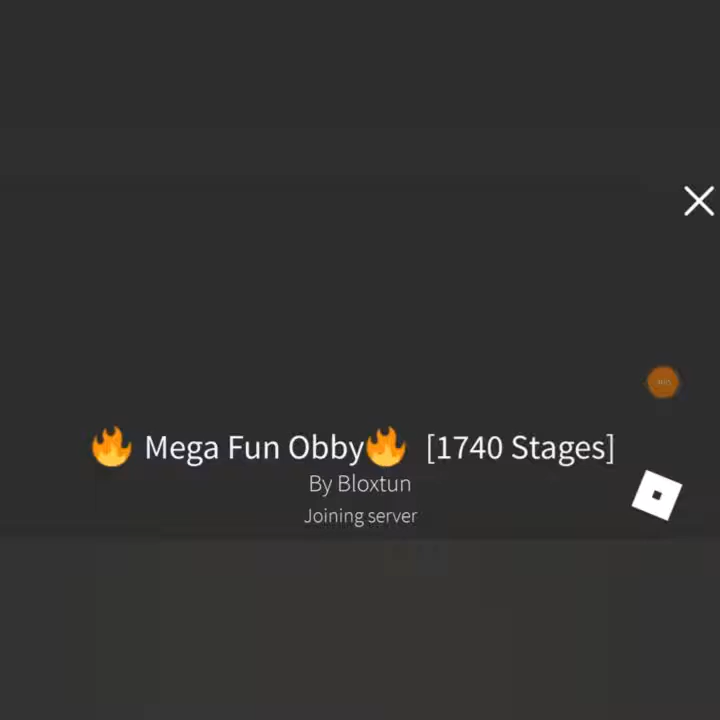 🔥 Mega Fun Obby🔥 [1740 Stages]
By Bloxtun
Joining server